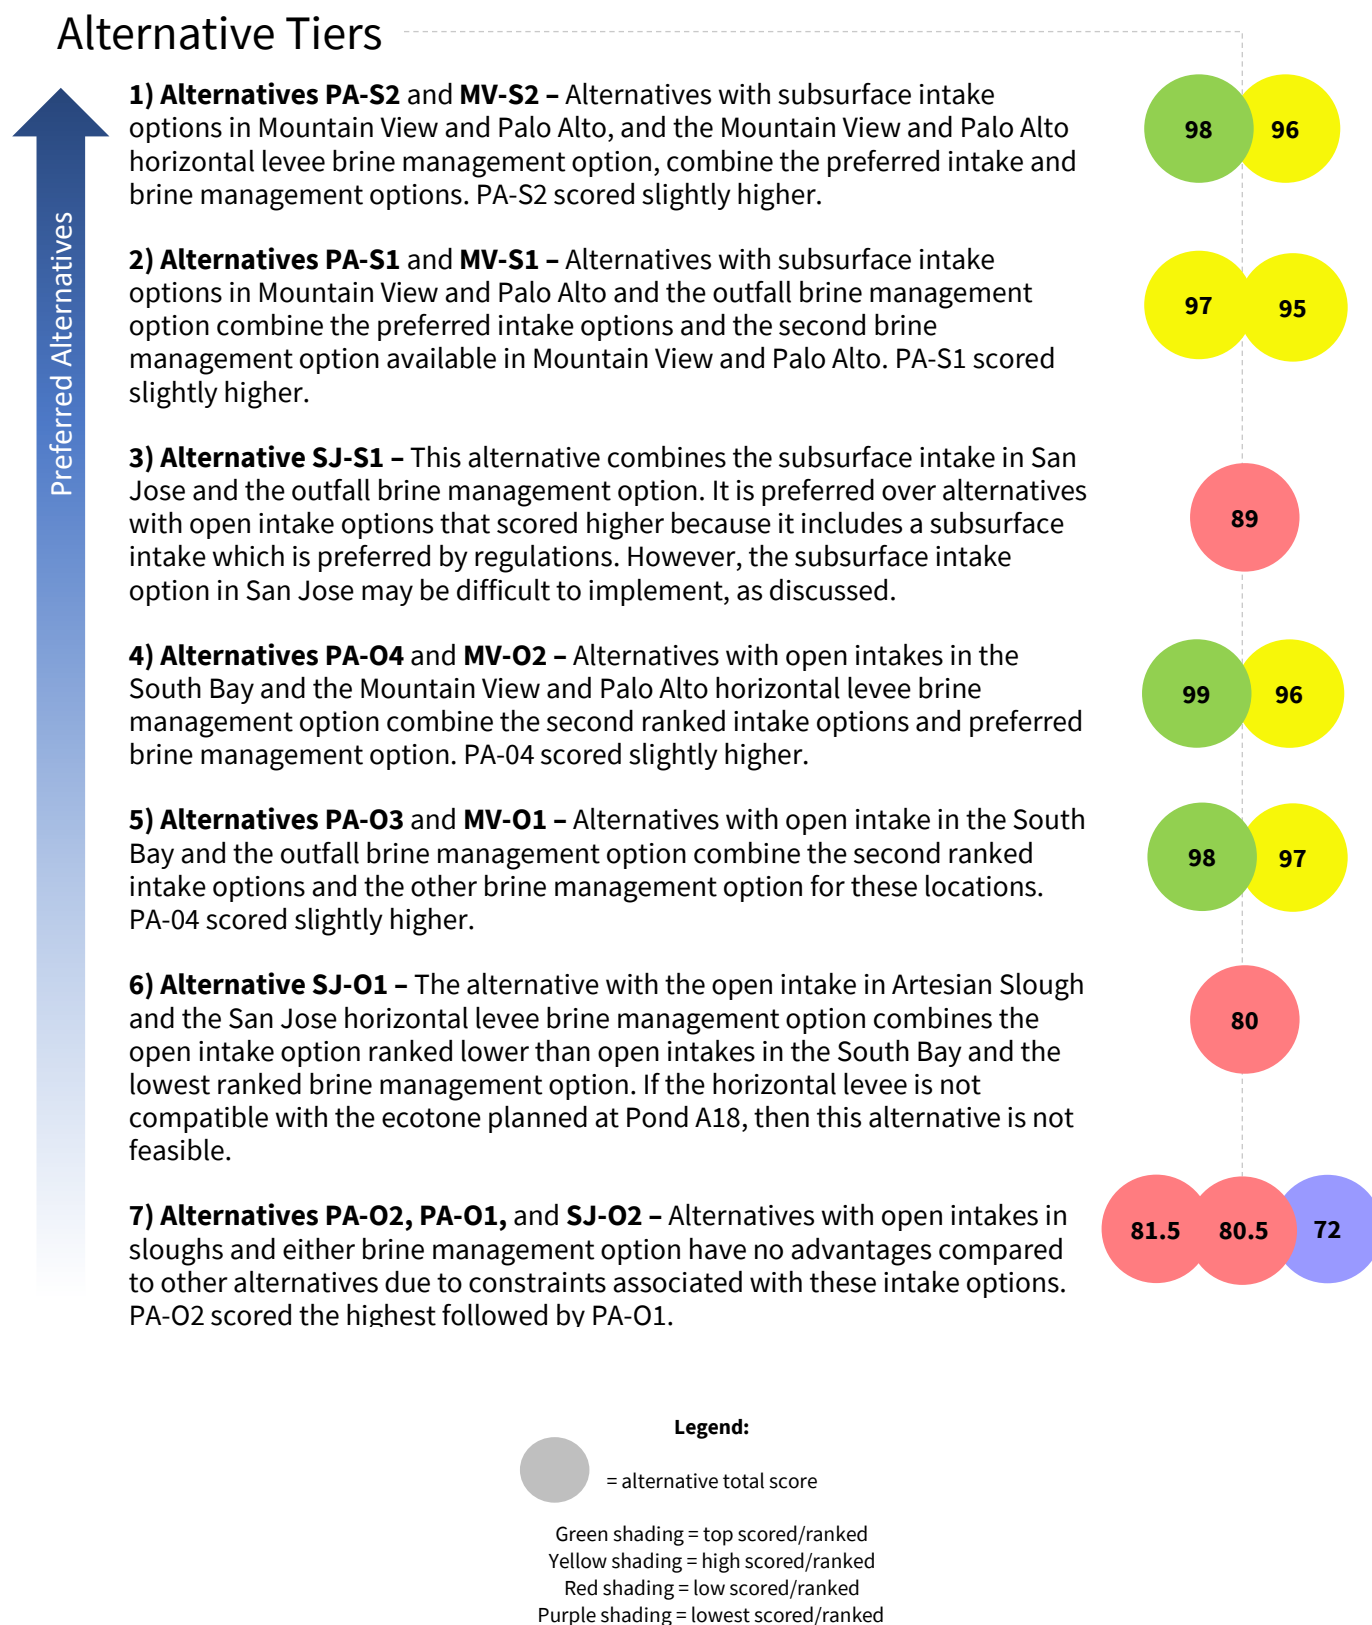 Alternative Tiers
Preferred Alternatives
1) Alternatives PA-S2 and MV-S2 – Alternatives with subsurface intake
options in Mountain View and Palo Alto, and the Mountain View and Palo Alto
horizontal levee brine management option, combine the preferred intake and
brine management options. PA-S2 scored slightly higher.
98 96
2) Alternatives PA-S1 and MV-S1 – Alternatives with subsurface intake
options in Mountain View and Palo Alto and the outfall brine management
option combine the preferred intake options and the second brine
management option available in Mountain View and Palo Alto. PA-S1 scored
slightly higher.
97 95
3) Alternative SJ-S1 – This alternative combines the subsurface intake in San
Jose and the outfall brine management option. It is preferred over alternatives
with open intake options that scored higher because it includes a subsurface
intake which is preferred by regulations. However, the subsurface intake
option in San Jose may be difficult to implement, as discussed.
89
4) Alternatives PA-O4 and MV-O2 – Alternatives with open intakes in the
South Bay and the Mountain View and Palo Alto horizontal levee brine
management option combine the second ranked intake options and preferred
brine management option. PA-04 scored slightly higher.
99 96
5) Alternatives PA-O3 and MV-O1 – Alternatives with open intake in the South
Bay and the outfall brine management option combine the second ranked
intake options and the other brine management option for these locations.
PA-04 scored slightly higher.
98 97
6) Alternative SJ-O1 – The alternative with the open intake in Artesian Slough
and the San Jose horizontal levee brine management option combines the
open intake option ranked lower than open intakes in the South Bay and the
lowest ranked brine management option. If the horizontal levee is not
compatible with the ecotone planned at Pond A18, then this alternative is not
feasible.
80
7) Alternatives PA-O2, PA-O1, and SJ-O2 – Alternatives with open intakes in
sloughs and either brine management option have no advantages compared
to other alternatives due to constraints associated with these intake options.
PA-O2 scored the highest followed by PA-O1.
81.5 80.5 72
Legend:
= alternative total score
Green shading = top scored/ranked
Yellow shading = high scored/ranked
Red shading = low scored/ranked
Purple shading = lowest scored/ranked